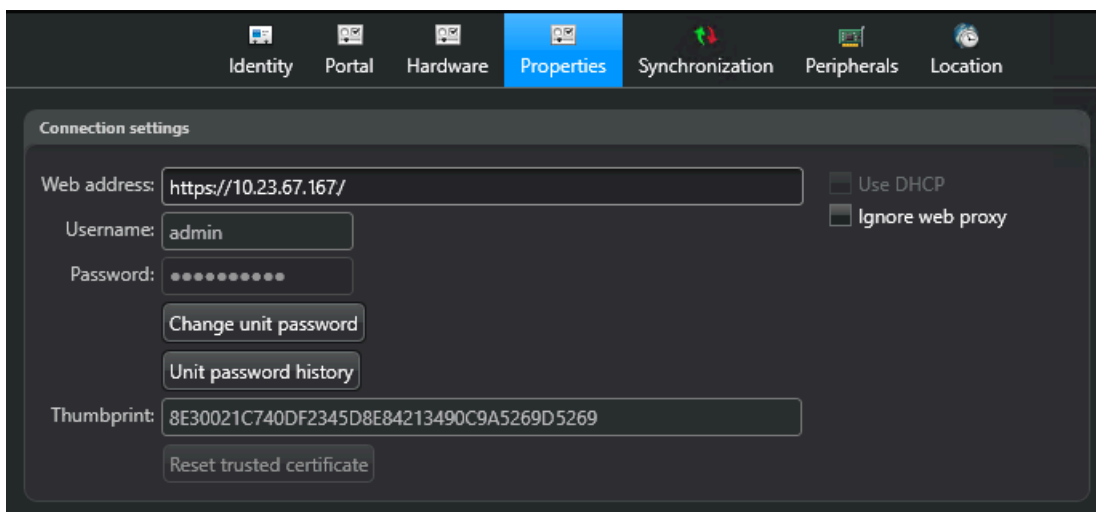 Identity Portal Hardware Properties Synchronization Peripherals Location
Connection settings
Web address: https://10.23.67.167/ Use DHCP
Username: admin Ignore web proxy
Password: ●●●●●●●●●●
Change unit password
Unit password history
Thumbprint: 8E30021C740DF2345D8E84213490C9A5269D5269
Reset trusted certificate